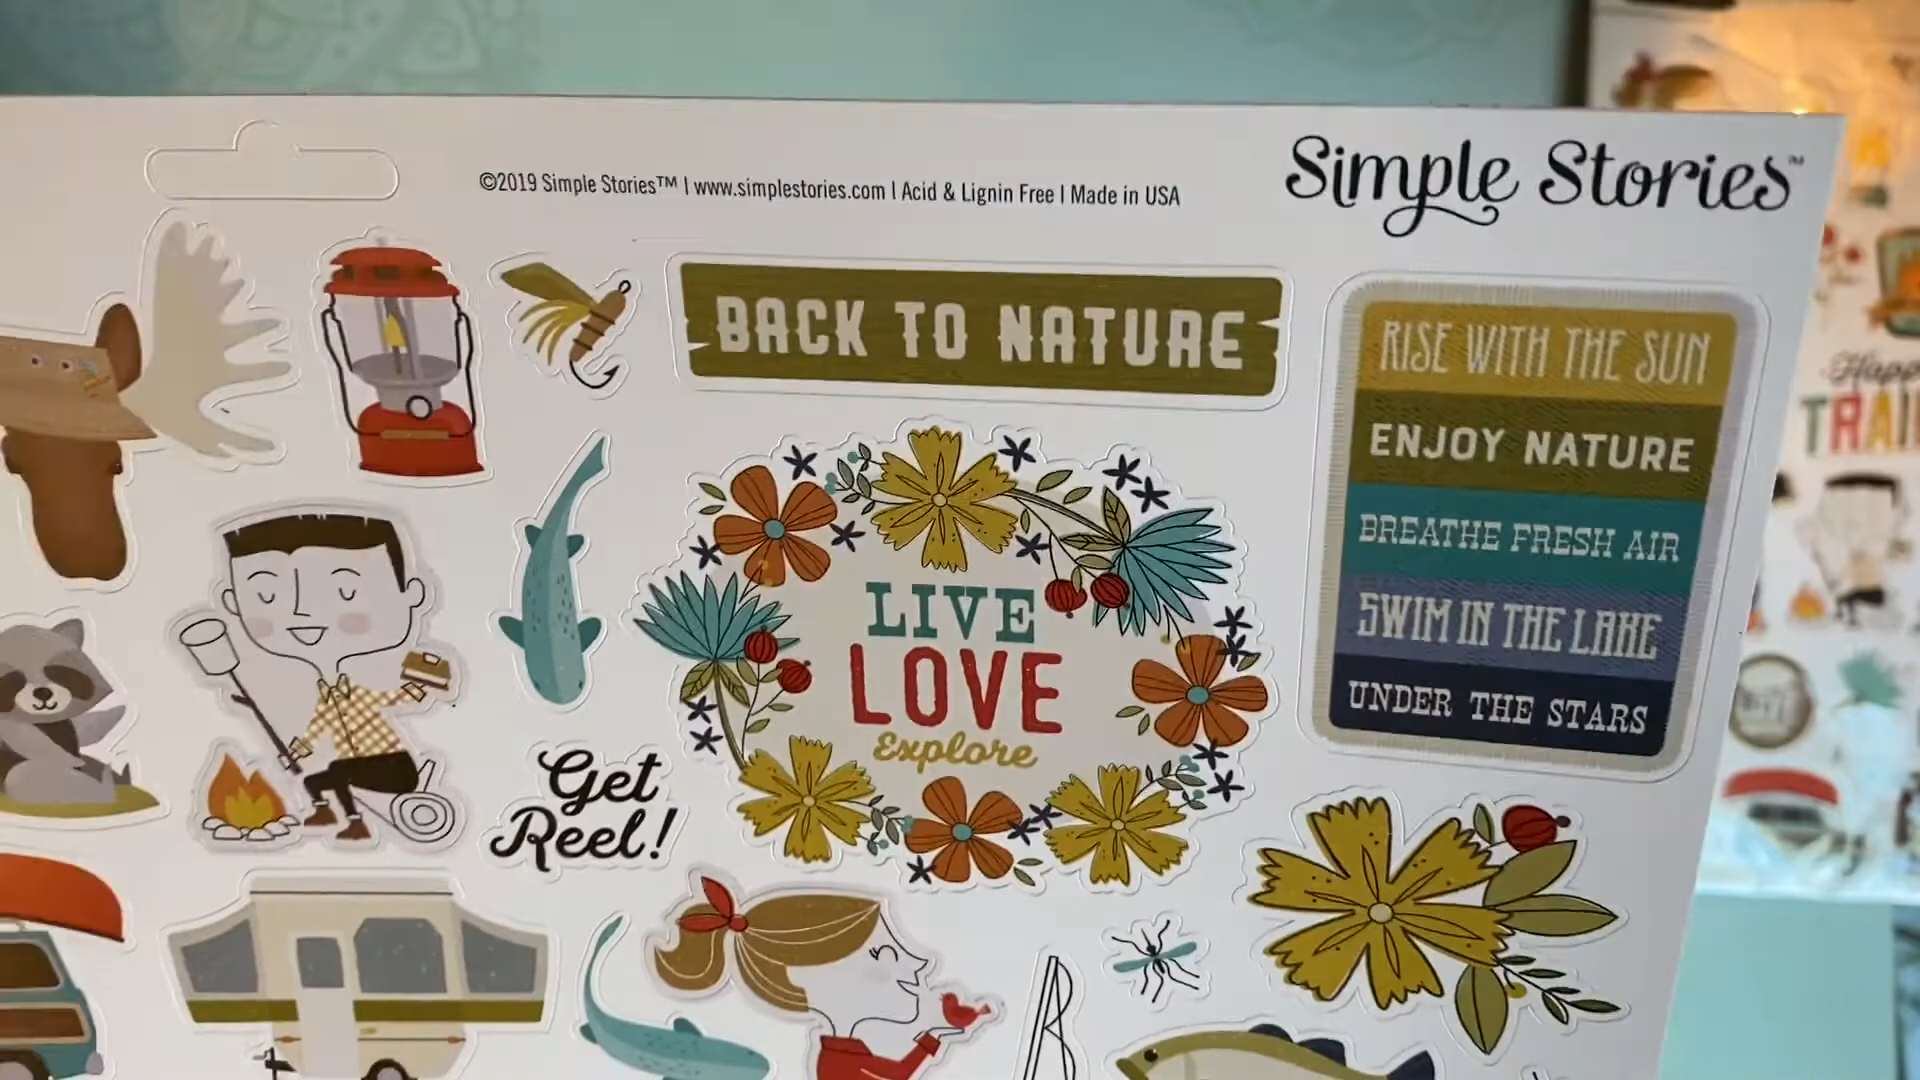 ©2019 Simple Stories™ | www.simplestories.com | Acid & Lignin Free | Made in USA
Simple Stories™
BACK TO NATURE
RISE WITH THE SUN
ENJOY NATURE
BREATHE FRESH AIR
SWIM IN THE LAKE
UNDER THE STARS
LIVE
LOVE
Explore
Get
Reel!